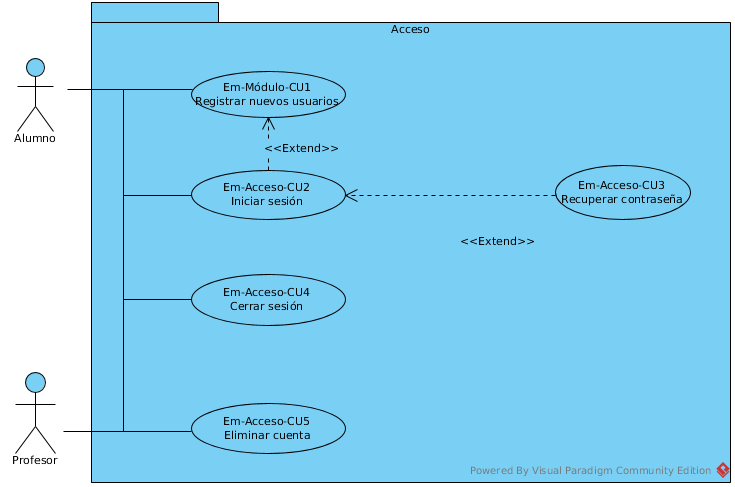 Acceso
Em-Módulo-CU1
Registrar nuevos usuarios
Alumno
<<Extend>>
Em-Acceso-CU2
Iniciar sesión
Em-Acceso-CU3
Recuperar contraseña
<<Extend>>
Em-Acceso-CU4
Cerrar sesión
Em-Acceso-CU5
Eliminar cuenta
Profesor
Powered By Visual Paradigm Community Edition